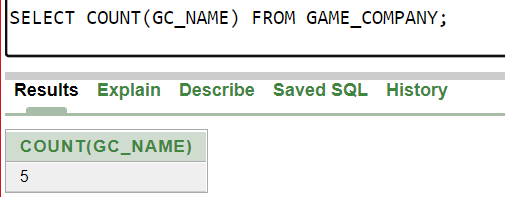 SELECT COUNT(GC_NAME) FROM GAME_COMPANY;
Results Explain Describe Saved SQL History
COUNT(GC_NAME)
5